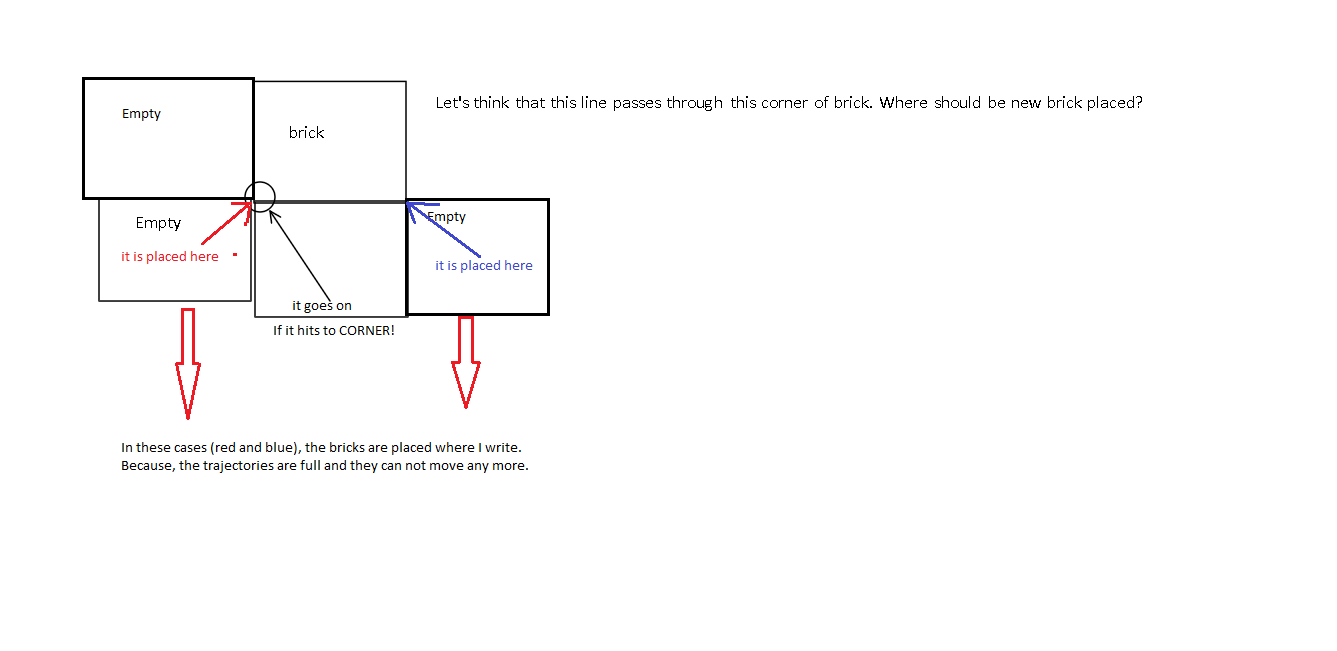 Empty
brick
Let's think that this line passes through this corner of brick. Where should be new brick placed?
Empty
it is placed here
Empty
it is placed here
it goes on
If it hits to CORNER!
In these cases (red and blue), the bricks are placed where I write.
Because, the trajectories are full and they can not move any more.